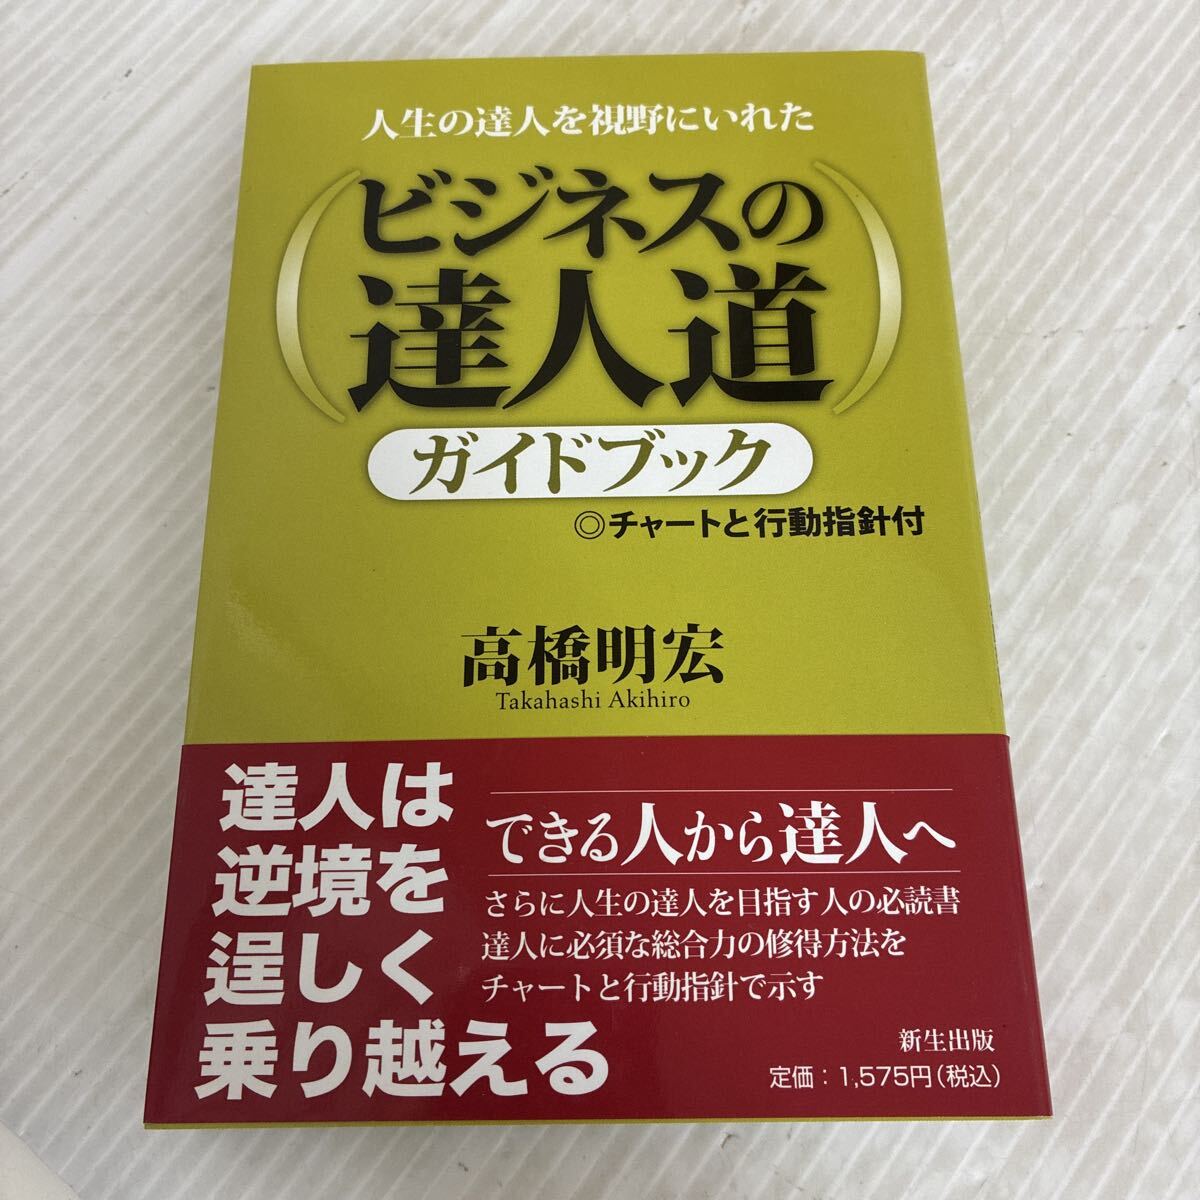 人生の達人を視野にいれた
ビジネスの
達人道
ガイドブック
◎チャートと行動指針付
高橋明宏
Takahashi Akihiro
達人は
逆境を
逞しく
乗り越える
できる人から達人へ
さらに人生の達人を目指す人の必読書
達人に必須な総合力の修得方法を
チャートと行動指針で示す
新生出版
定価：1,575円（税込）